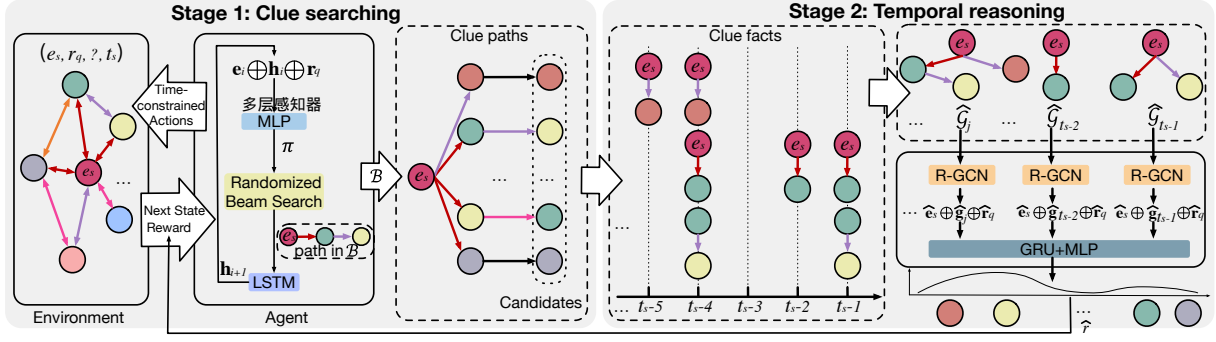 Stage 1: Clue searching
(e_s, r_q, ?, t_s)
e_s
...
Environment
Time-
constrained
Actions
Next State
Reward
e_i⊕h_i⊕r_q
多层感知器
MLP
π
Randomized
Beam Search
e_s
path in B
h_{i+1}
LSTM
Agent
B
Clue paths
e_s
... ...
Candidates
Stage 2: Temporal reasoning
Clue facts
e_s e_s
e_s e_s e_s
...
... t_s-5 t_s-4 t_s-3 t_s-2 t_s-1
e_s e_s e_s
... Ĝ_j ... Ĝ_{t_s-2} Ĝ_{t_s-1}
R-GCN R-GCN R-GCN
... ê_s⊕ĝ_j⊕r̂_q ê_s⊕ĝ_{t_s-2}⊕r̂_q ê_s⊕ĝ_{t_s-1}⊕r̂_q
GRU+MLP
...
r̂